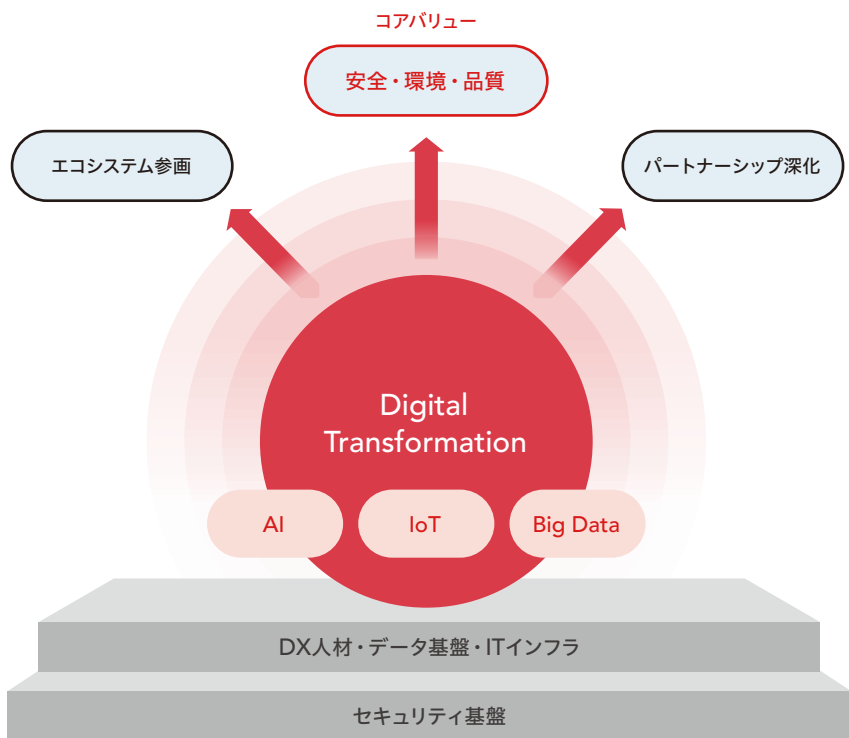 コアバリュー
安全・環境・品質
エコシステム参画
パートナーシップ深化
Digital
Transformation
AI
IoT
Big Data
DX人材・データ基盤・ITインフラ
セキュリティ基盤